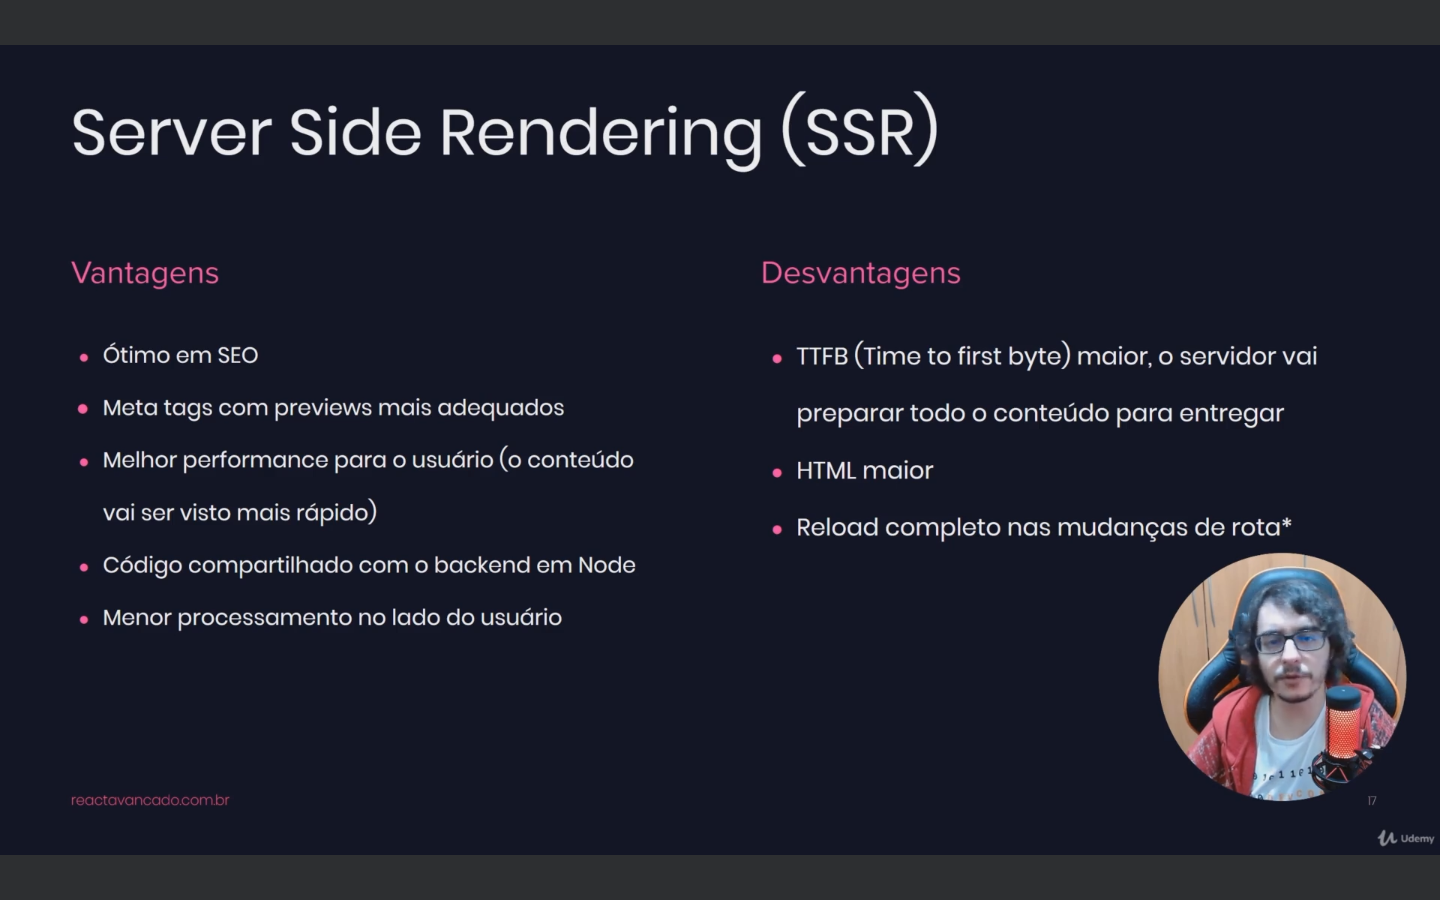 Server Side Rendering (SSR)
Vantagens
• Ótimo em SEO
• Meta tags com previews mais adequados
• Melhor performance para o usuário (o conteúdo
vai ser visto mais rápido)
• Código compartilhado com o backend em Node
• Menor processamento no lado do usuário
Desvantagens
• TTFB (Time to first byte) maior, o servidor vai
preparar todo o conteúdo para entregar
• HTML maior
• Reload completo nas mudanças de rota*
reactavancado.com.br
17
Udemy